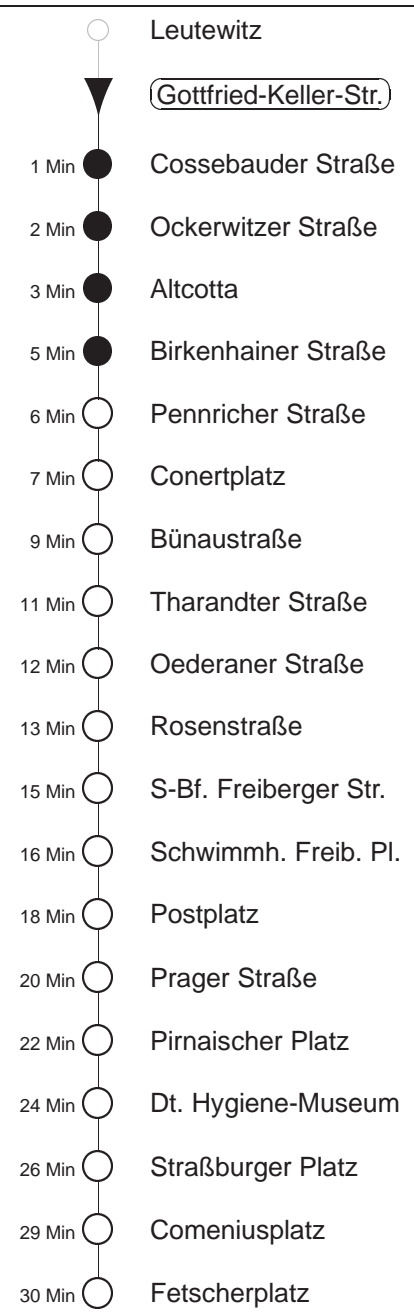 Leutewitz
Gottfried-Keller-Str.
1 Min Cossebauder Straße
2 Min Ockerwitzer Straße
3 Min Altcotta
5 Min Birkenhainer Straße
6 Min Pennricher Straße
7 Min Conertplatz
9 Min Bünaustraße
11 Min Tharandter Straße
12 Min Oederaner Straße
13 Min Rosenstraße
15 Min S-Bf. Freiberger Str.
16 Min Schwimmh. Freib. Pl.
18 Min Postplatz
20 Min Prager Straße
22 Min Pirnaischer Platz
24 Min Dt. Hygiene-Museum
26 Min Straßburger Platz
29 Min Comeniusplatz
30 Min Fetscherplatz